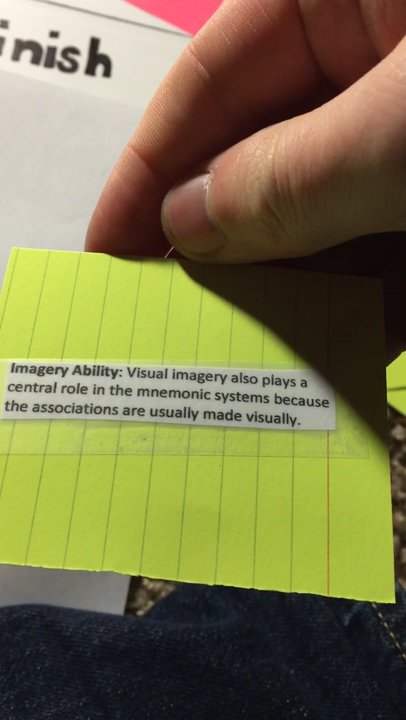 inish
Imagery Ability: Visual imagery also plays a
central role in the mnemonic systems because
the associations are usually made visually.